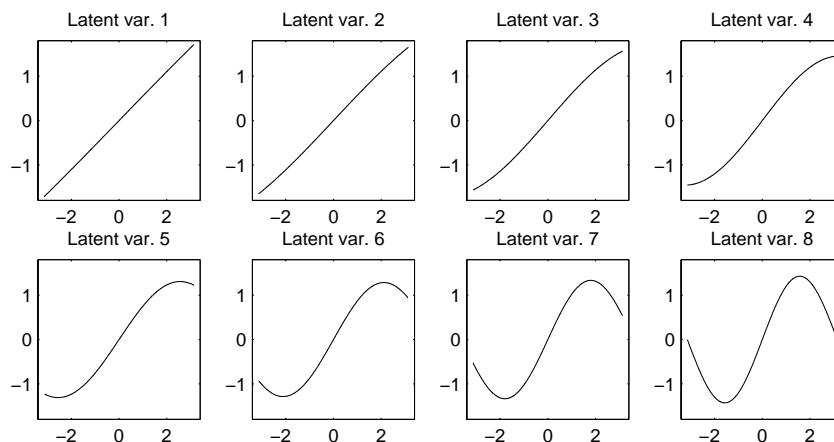 Latent var. 1
Latent var. 2
Latent var. 3
Latent var. 4
1
0
−1
1
0
−1
1
0
−1
1
0
−1
−2 0 2
−2 0 2
−2 0 2
−2 0 2
Latent var. 5
Latent var. 6
Latent var. 7
Latent var. 8
1
0
−1
1
0
−1
1
0
−1
1
0
−1
−2 0 2
−2 0 2
−2 0 2
−2 0 2